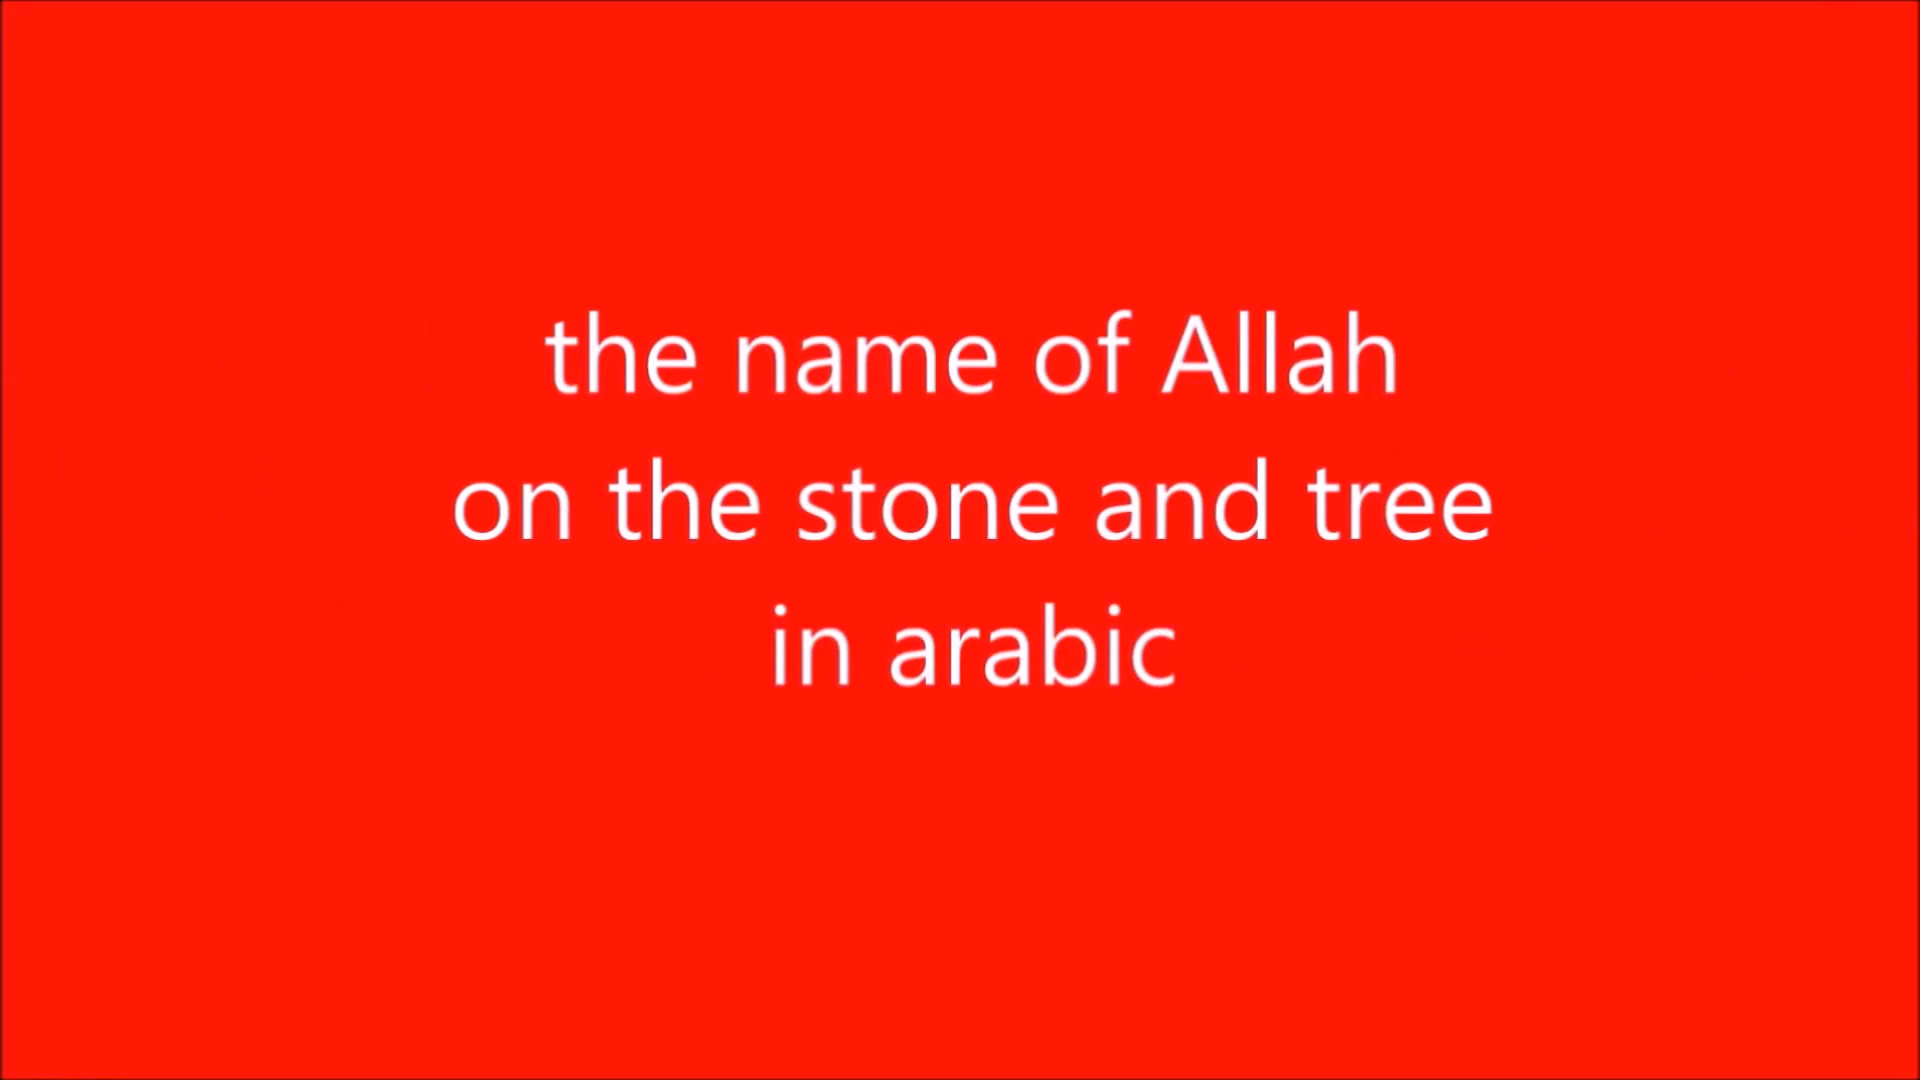 the name of Allah
on the stone and tree
in arabic